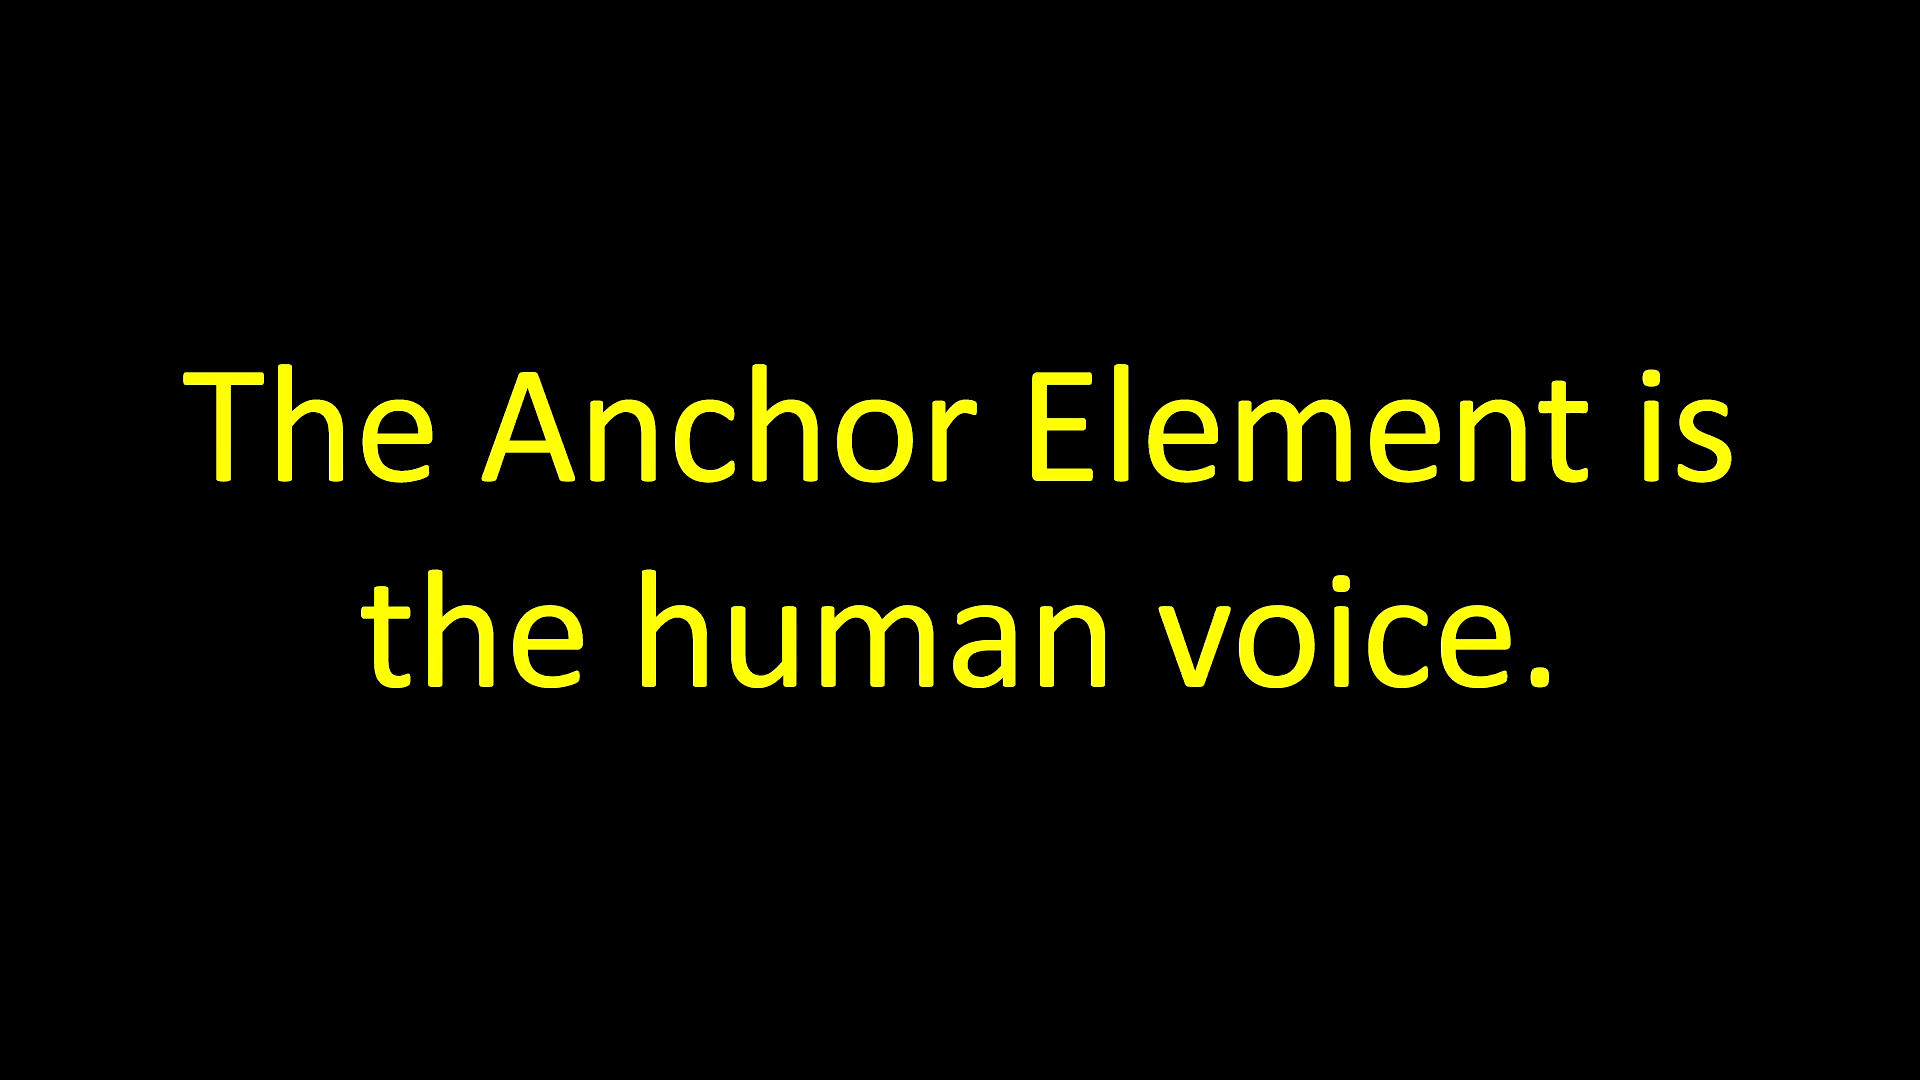 The Anchor Element is
the human voice.